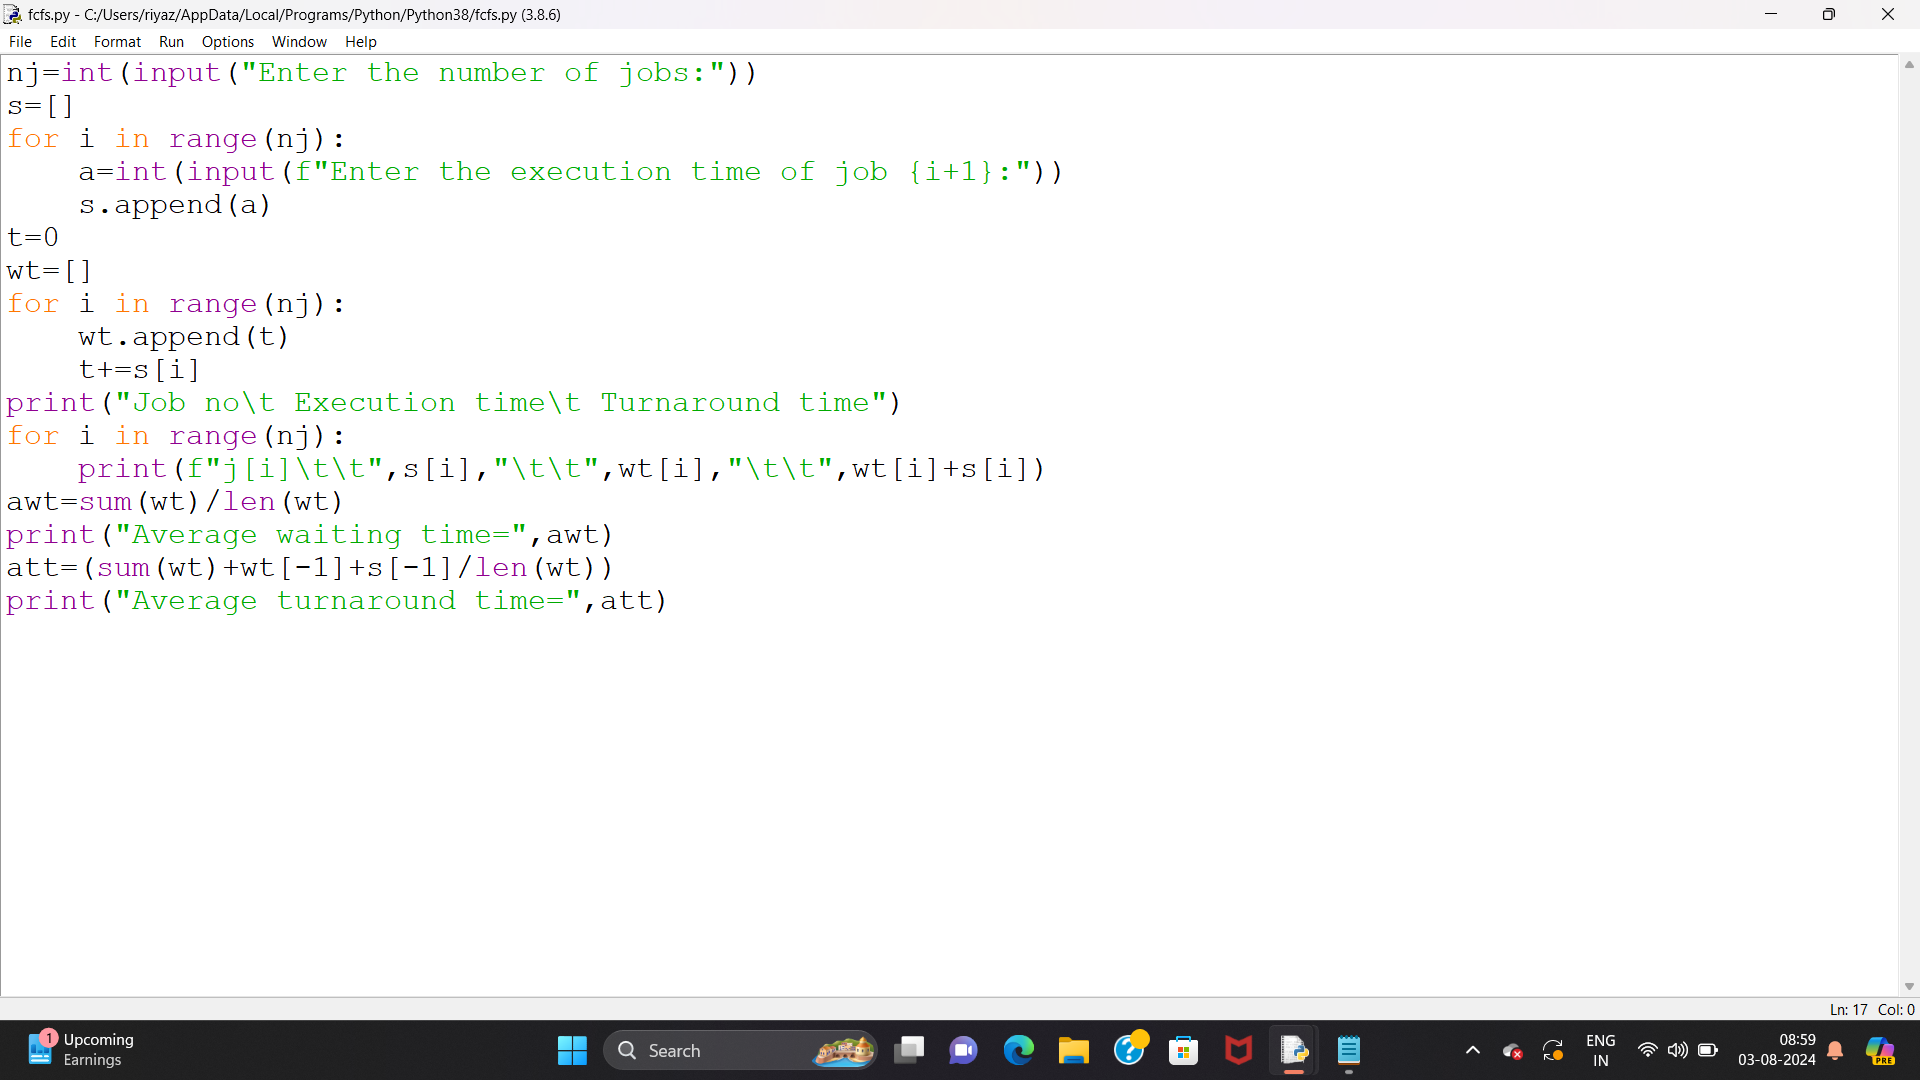 fcfs.py - C:/Users/riyaz/AppData/Local/Programs/Python/Python38/fcfs.py (3.8.6)
File Edit Format Run Options Window Help
nj=int(input("Enter the number of jobs:"))
s=[]
for i in range(nj):
    a=int(input(f"Enter the execution time of job {i+1}:"))
    s.append(a)
t=0
wt=[]
for i in range(nj):
    wt.append(t)
    t+=s[i]
print("Job no\t Execution time\t Turnaround time")
for i in range(nj):
    print(f"j[i]\t\t",s[i],"\t\t",wt[i],"\t\t",wt[i]+s[i])
awt=sum(wt)/len(wt)
print("Average waiting time=",awt)
att=(sum(wt)+wt[-1]+s[-1]/len(wt))
print("Average turnaround time=",att)
Ln: 17 Col: 0
1
Upcoming
Earnings
Search
ENG
IN
08:59
03-08-2024
PRE